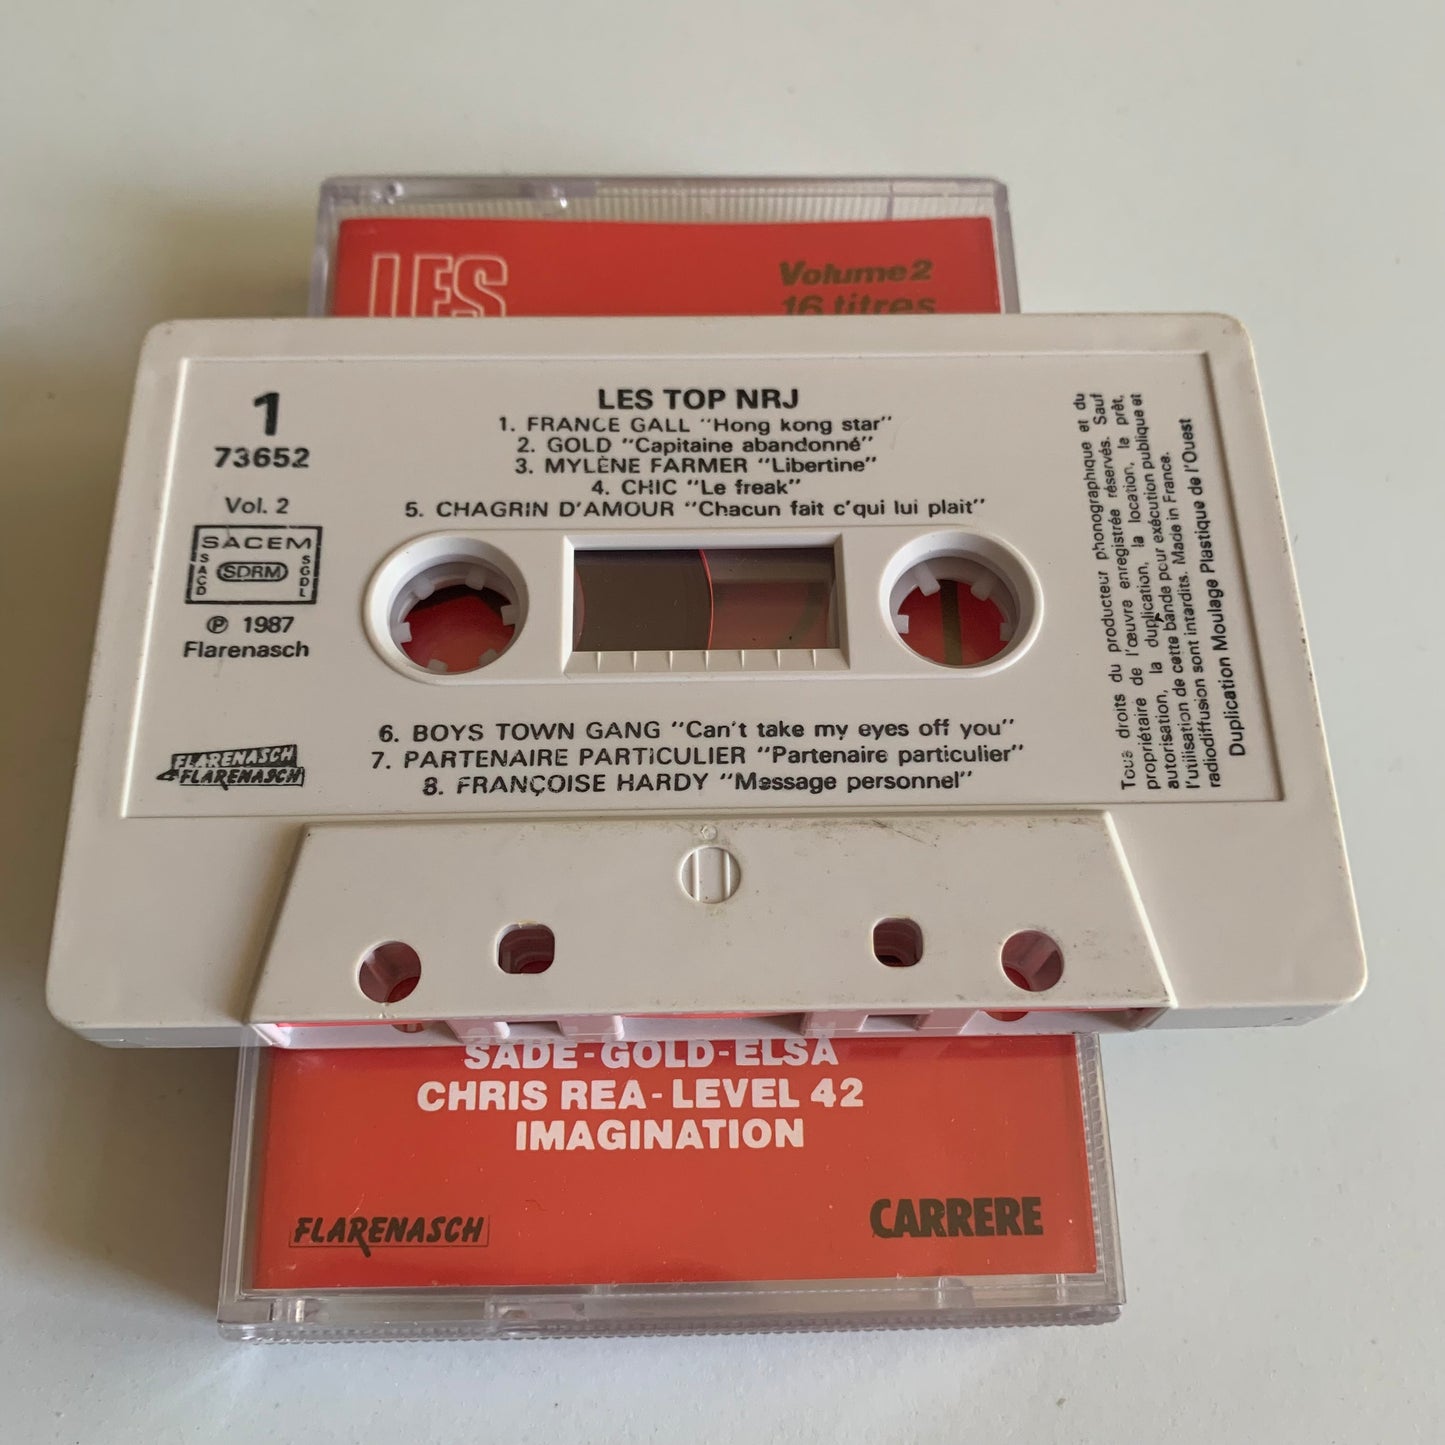 LES
Volume 2
16 titres
1
73652
Vol. 2
SACEM
SACD
SDRM
SGDL
℗ 1987
Flarenasch
FLARENASCH
FLARENASCH
LES TOP NRJ
1. FRANCE GALL "Hong kong star"
2. GOLD "Capitaine abandonné"
3. MYLÈNE FARMER "Libertine"
4. CHIC "Le freak"
5. CHAGRIN D'AMOUR "Chacun fait c'qui lui plait"
6. BOYS TOWN GANG "Can't take my eyes off you"
7. PARTENAIRE PARTICULIER "Partenaire particulier"
8. FRANÇOISE HARDY "Message personnel"
Tous droits du producteur phonographique et du
propriétaire de l'œuvre enregistrée réservés. Sauf
autorisation, la duplication, la location, le prêt,
l'utilisation de cette bande pour exécution publique et
radiodiffusion sont interdits. Made in France.
Duplication Moulage Plastique de l'Ouest
SADE-GOLD-ELSA
CHRIS REA-LEVEL 42
IMAGINATION
FLARENASCH
CARRERE